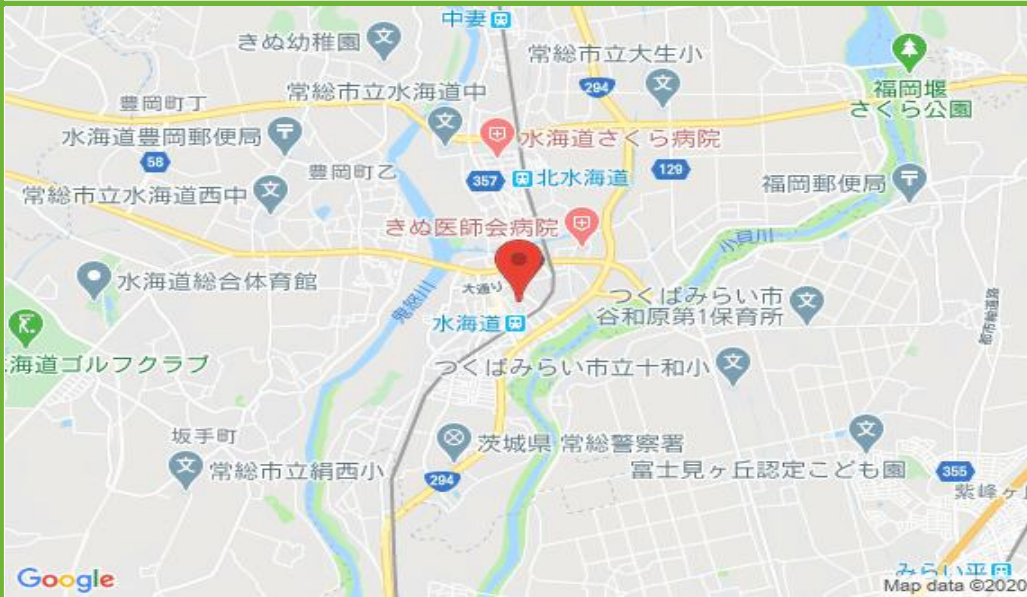 中妻
きぬ幼稚園
常総市立大生小
294
福岡堰
さくら公園
豊岡町丁
常総市立水海道中
水海道豊岡郵便局
水海道さくら病院
58
豊岡町乙
357
北水海道
129
福岡郵便局
常総市立水海道西中
きぬ医師会病院
小貝川
水海道総合体育館
大通り
鬼怒川
つくばみらい市
谷和原第1保育所
都市軸道路
水海道
海道ゴルフクラブ
つくばみらい市立十和小
坂手町
茨城県 常総警察署
常総市立絹西小
294
富士見ヶ丘認定こども園
355
紫峰ヶ丘
みらい平
Google
Map data ©2020